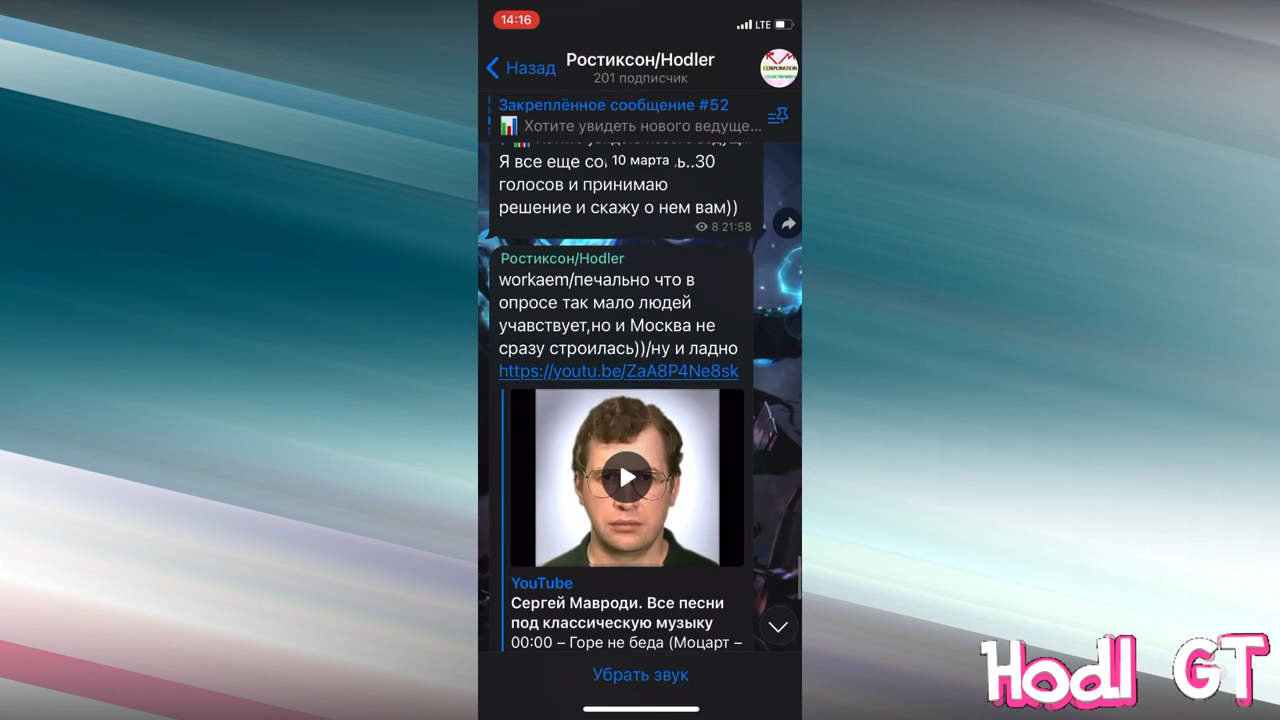 14:16
LTE
Назад
Ростиксон/Hodler
201 подписчик
CORPORATION
Закреплённое сообщение #52
Хотите увидеть нового ведуще...
Я все еще
10 марта
30
голосов и принимаю
решение и скажу о нем вам))
8 21:58
Ростиксон/Hodler
workaem/печально что в
опросе так мало людей
учавствует,но и Москва не
сразу строилась))/ну и ладно
https://youtu.be/ZaA8P4Ne8sk
YouTube
Сергей Мавроди. Все песни
под классическую музыку
00:00 – Горе не беда (Моцарт –
Убрать звук
Hodl GT